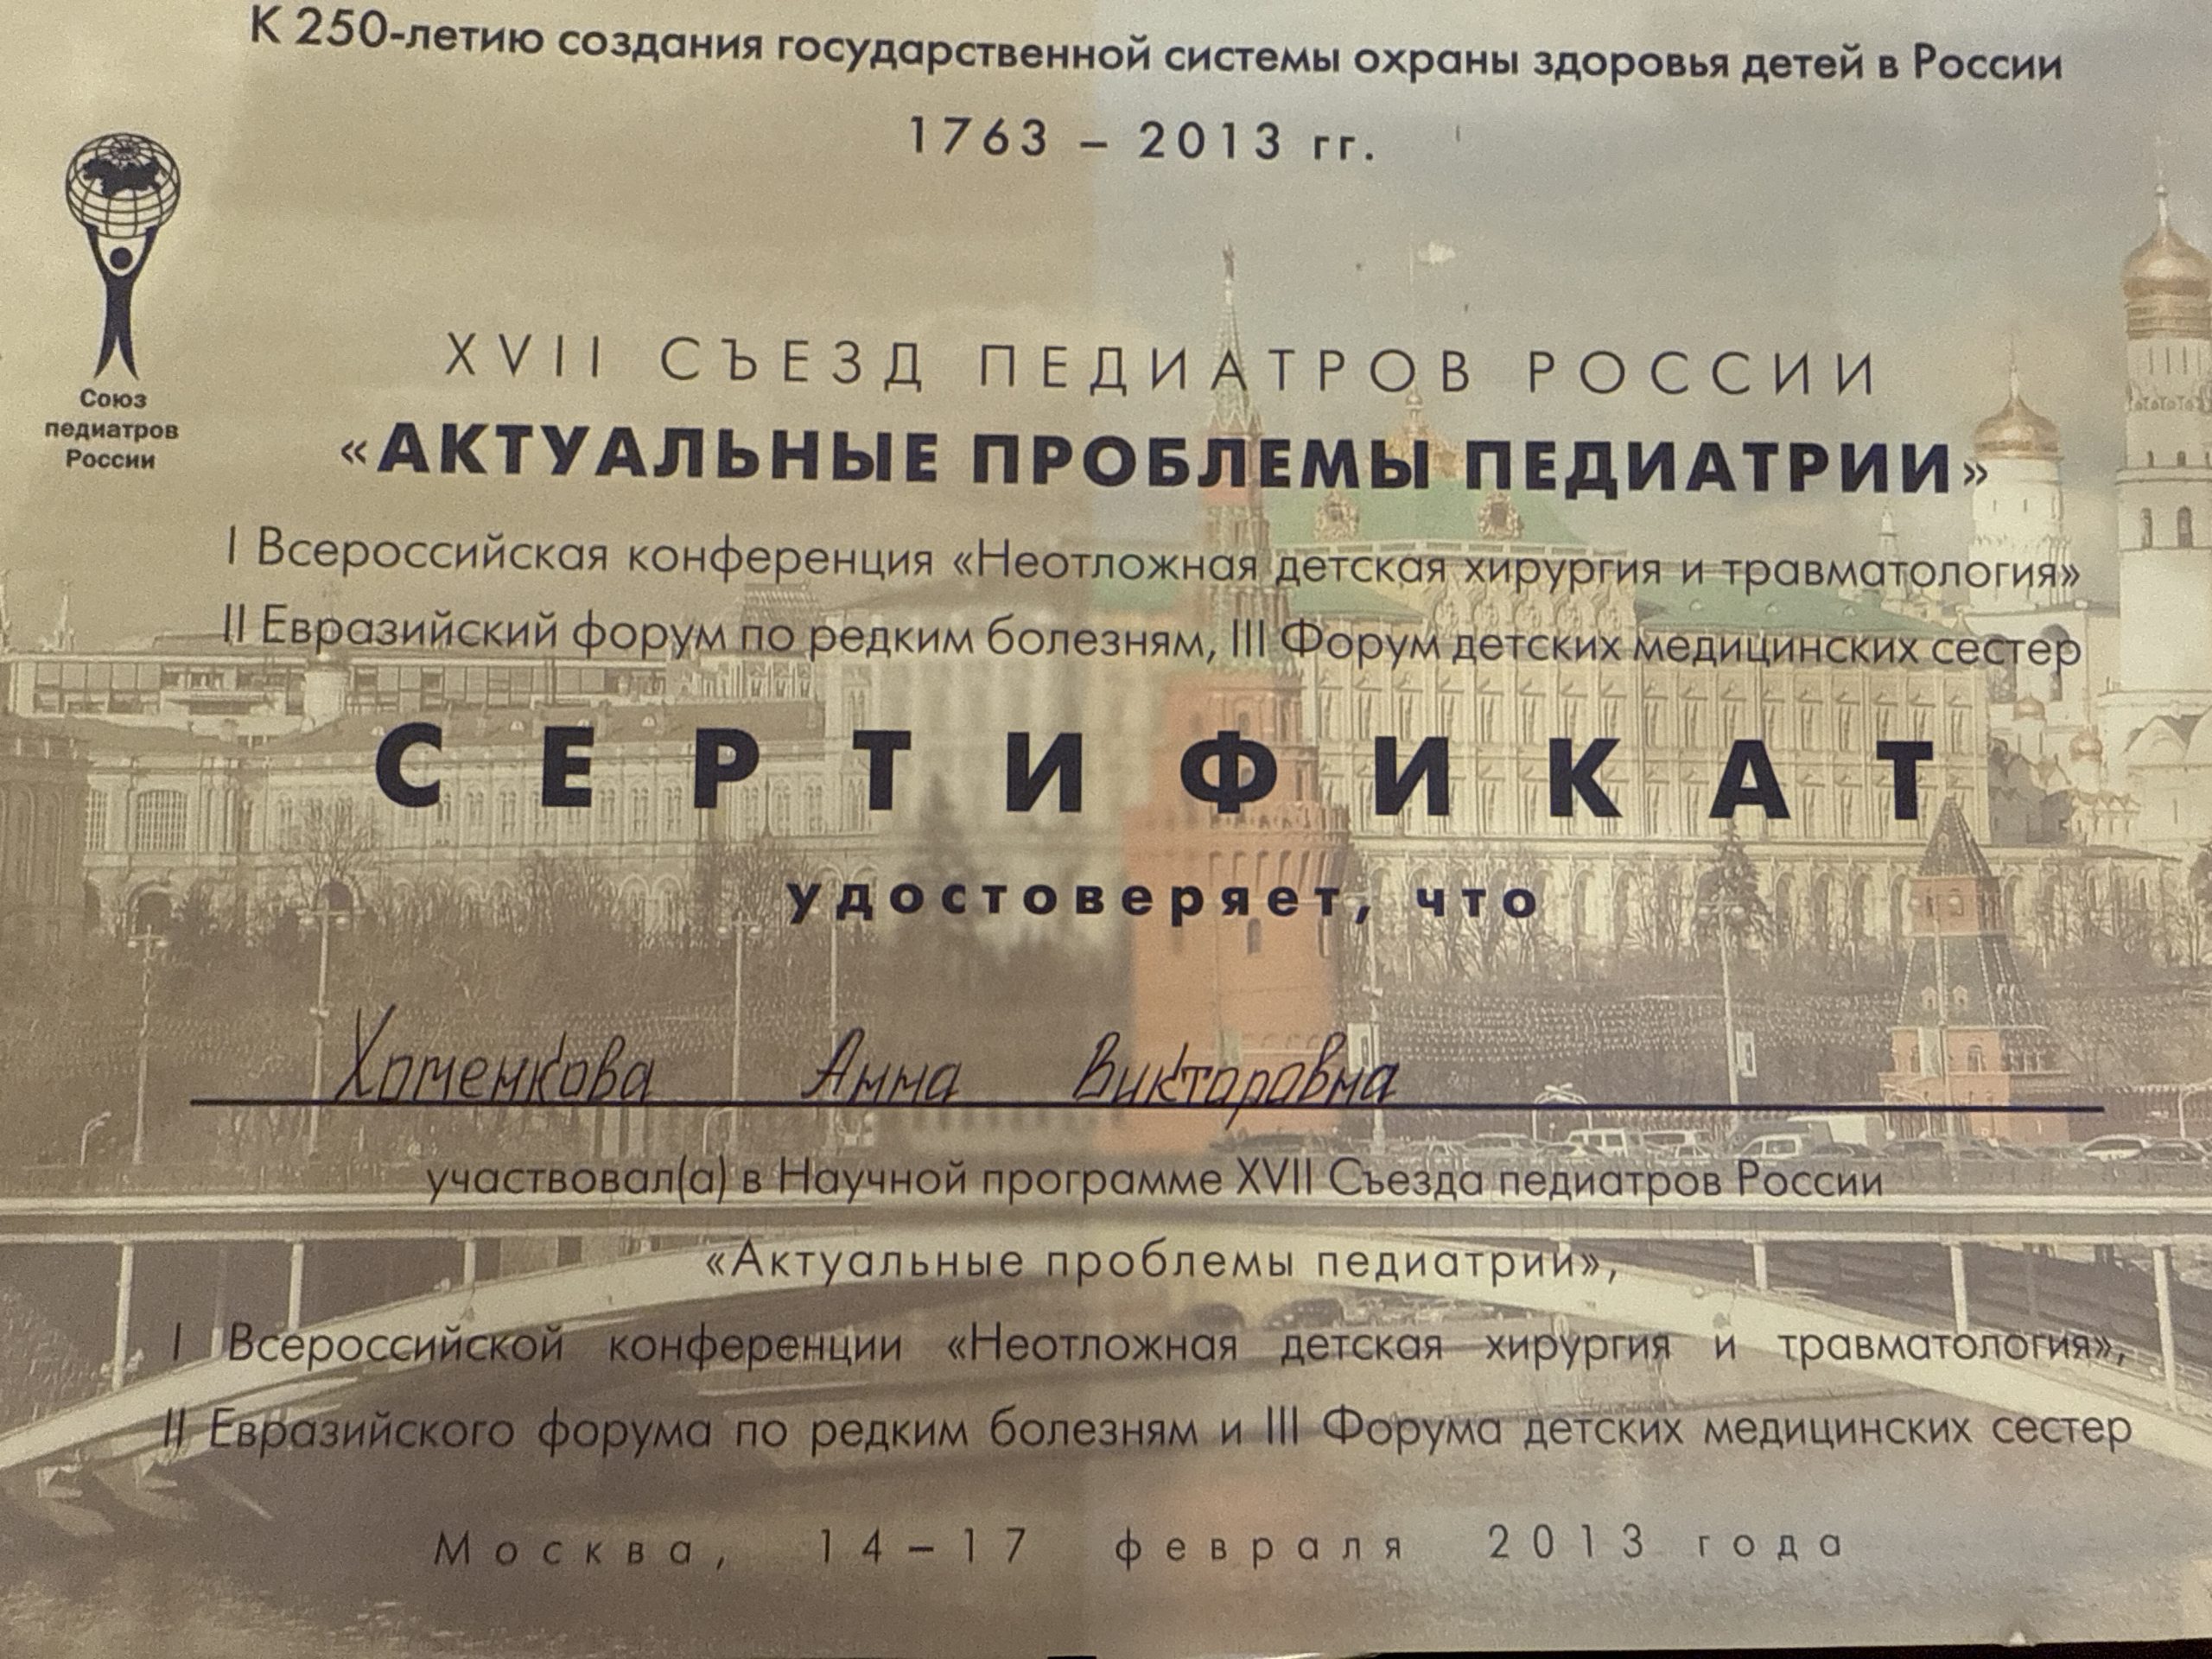 К 250-летию создания государственной системы охраны здоровья детей в России
1763 – 2013 гг.
Союз
педиатров
России
XVII СЪЕЗД ПЕДИАТРОВ РОССИИ
«АКТУАЛЬНЫЕ ПРОБЛЕМЫ ПЕДИАТРИИ»
I Всероссийская конференция «Неотложная детская хирургия и травматология»
II Евразийский форум по редким болезням, III Форум детских медицинских сестер
СЕРТИФИКАТ
удостоверяет, что
Хоменкова Анна Викторовна
участвовал(а) в Научной программе XVII Съезда педиатров России
«Актуальные проблемы педиатрии»,
I Всероссийской конференции «Неотложная детская хирургия и травматология»,
II Евразийского форума по редким болезням и III Форума детских медицинских сестер
Москва, 14–17 февраля 2013 года